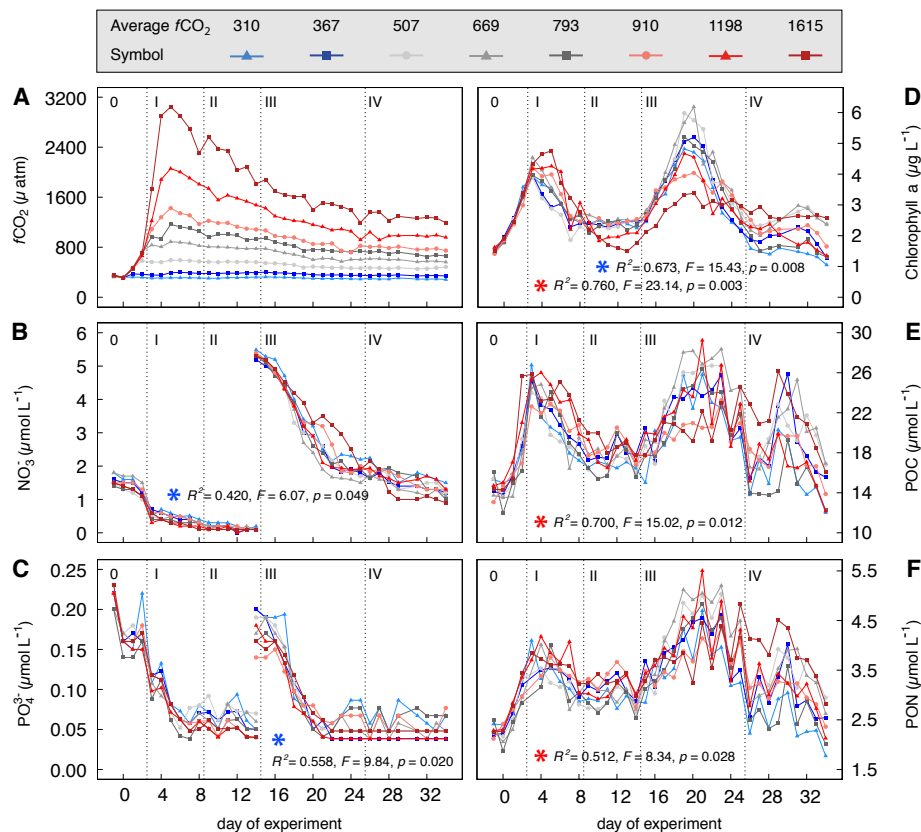 Average fCO₂ 310 367 507 669 793 910 1198 1615
Symbol
A
fCO₂ (µ atm)
3200
2400
1600
800
0
0 I II III IV
D
Chlorophyll a (µg L⁻¹)
6
5
4
3
2
1
0
0 I II III IV
* R² = 0.673, F = 15.43, p = 0.008
* R² = 0.760, F = 23.14, p = 0.003
B
NO₃⁻ (µmol L⁻¹)
6
5
4
3
2
1
0
0 I II III IV
* R² = 0.420, F = 6.07, p = 0.049
E
POC (µmol L⁻¹)
30
26
22
18
14
10
0 I II III IV
* R² = 0.700, F = 15.02, p = 0.012
C
PO₄³⁻ (µmol L⁻¹)
0.25
0.20
0.15
0.10
0.05
0.00
0 I II III IV
* R² = 0.558, F = 9.84, p = 0.020
0 4 8 12 16 20 24 28 32
day of experiment
F
PON (µmol L⁻¹)
5.5
4.5
3.5
2.5
1.5
0 I II III IV
* R² = 0.512, F = 8.34, p = 0.028
0 4 8 12 16 20 24 28 32
day of experiment